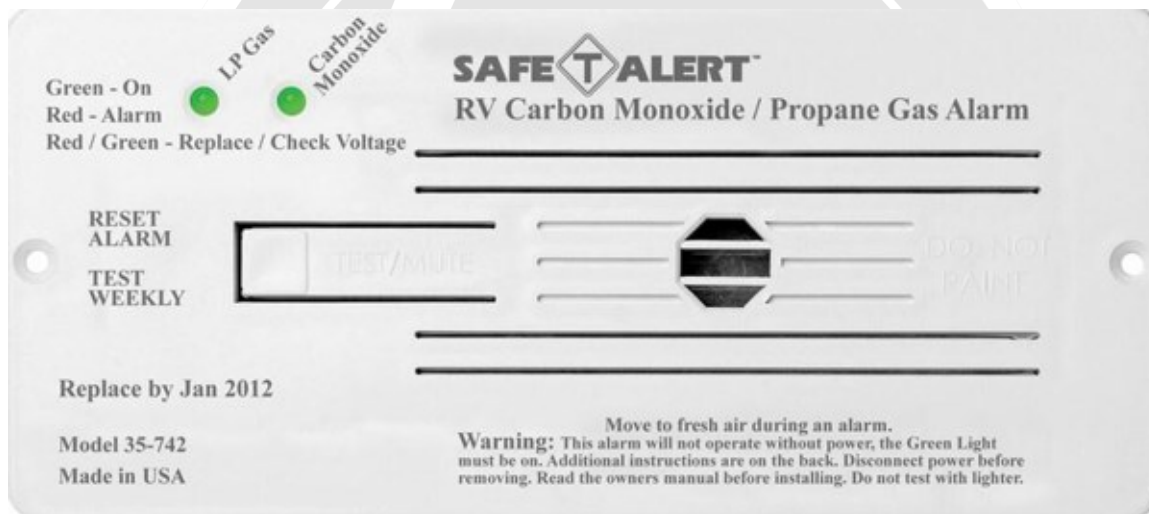 LP Gas
Carbon
Monoxide
Green - On
Red - Alarm
Red / Green - Replace / Check Voltage
SAFE T ALERT™
RV Carbon Monoxide / Propane Gas Alarm
RESET
ALARM
TEST
WEEKLY
TEST/MUTE
DO NOT
PAINT
Replace by Jan 2012
Model 35-742
Made in USA
Move to fresh air during an alarm.
Warning: This alarm will not operate without power, the Green Light
must be on. Additional instructions are on the back. Disconnect power before
removing. Read the owners manual before installing. Do not test with lighter.